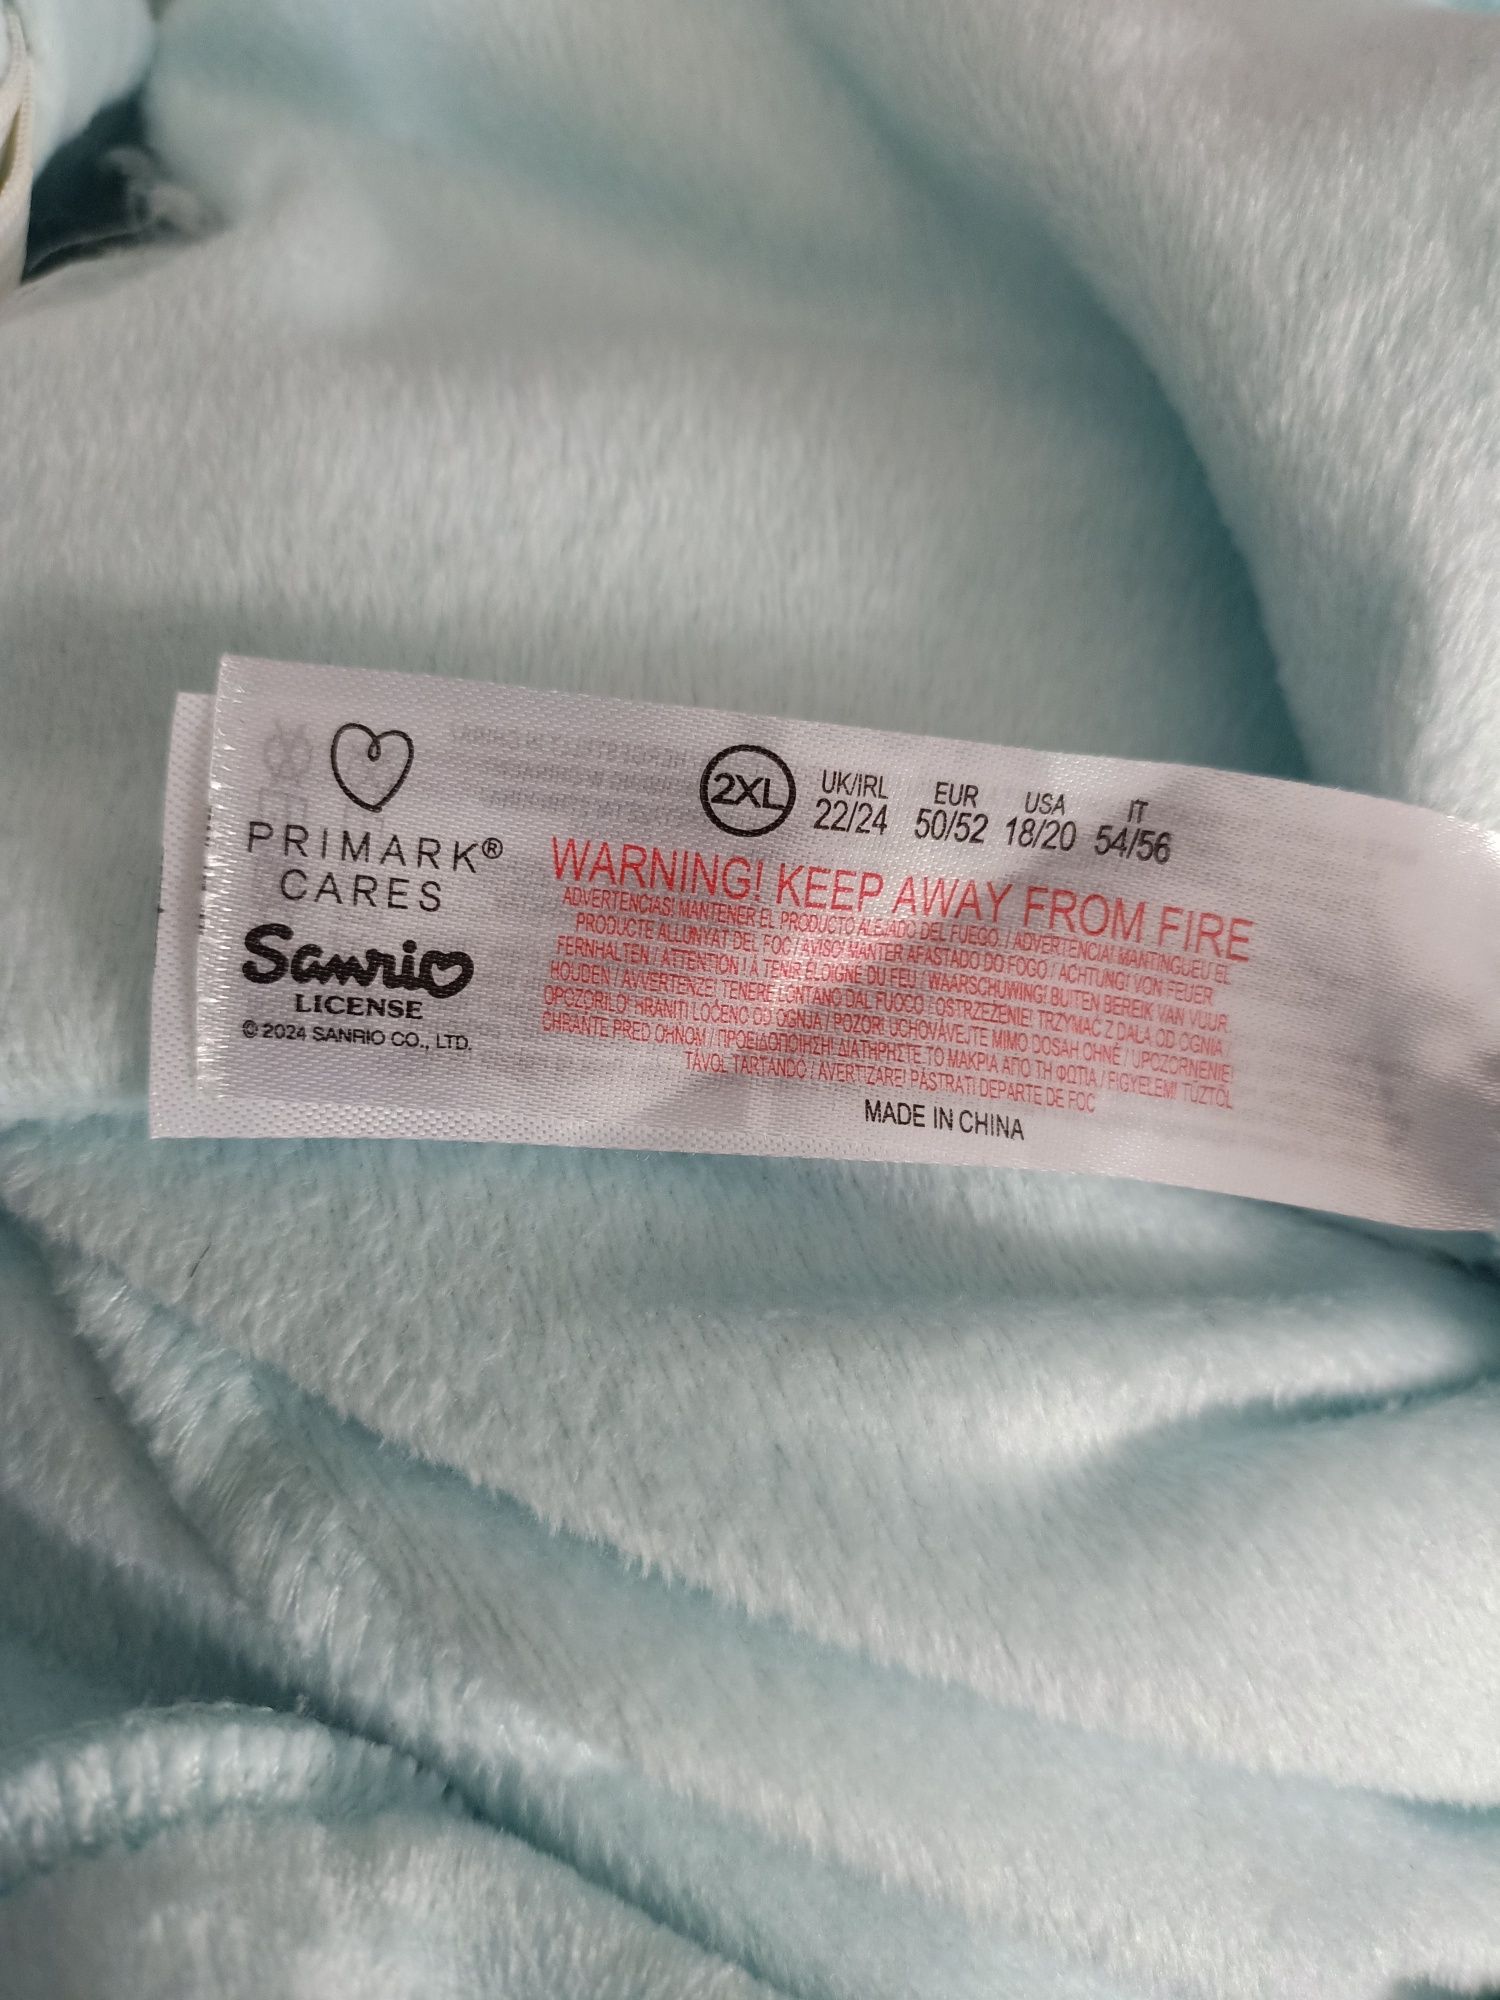 PRIMARK®
CARES
Sanrio
LICENSE
© 2024 SANRIO CO., LTD.
2XL
UK/IRL EUR USA IT
22/24 50/52 18/20 54/56
WARNING! KEEP AWAY FROM FIRE
ADVERTENCIAS! MANTENER EL PRODUCTO ALEJADO DEL FUEGO. / ADVERTÈNCIA! MANTINGUEU EL
PRODUCTE ALLUNYAT DEL FOC / AVISO! MANTER AFASTADO DO FOGO / ACHTUNG! VON FEUER
FERNHALTEN / ATTENTION ! À TENIR ÉLOIGNÉ DU FEU / WAARSCHUWING! BUITEN BEREIK VAN VUUR
HOUDEN / AVVERTENZE! TENERE LONTANO DAL FUOCO / OSTRZEŻENIE! TRZYMAĆ Z DALA OD OGNIA /
OPOZORILO! HRANITI LOČENO OD OGNJA / POZOR! UCHOVÁVEJTE MIMO DOSAH OHNĚ / UPOZORNENIE!
CHRÁŇTE PRED OHŇOM / ΠΡΟΕΙΔΟΠΟΙΗΣΗ! ΔΙΑΤΗΡΗΣΤΕ ΤΟ ΜΑΚΡΙΑ ΑΠΟ ΤΗ ΦΩΤΙΑ / FIGYELEM! TŰZTŐL
TÁVOL TARTANDÓ / AVERTIZARE! PĂSTRAȚI DEPARTE DE FOC
MADE IN CHINA